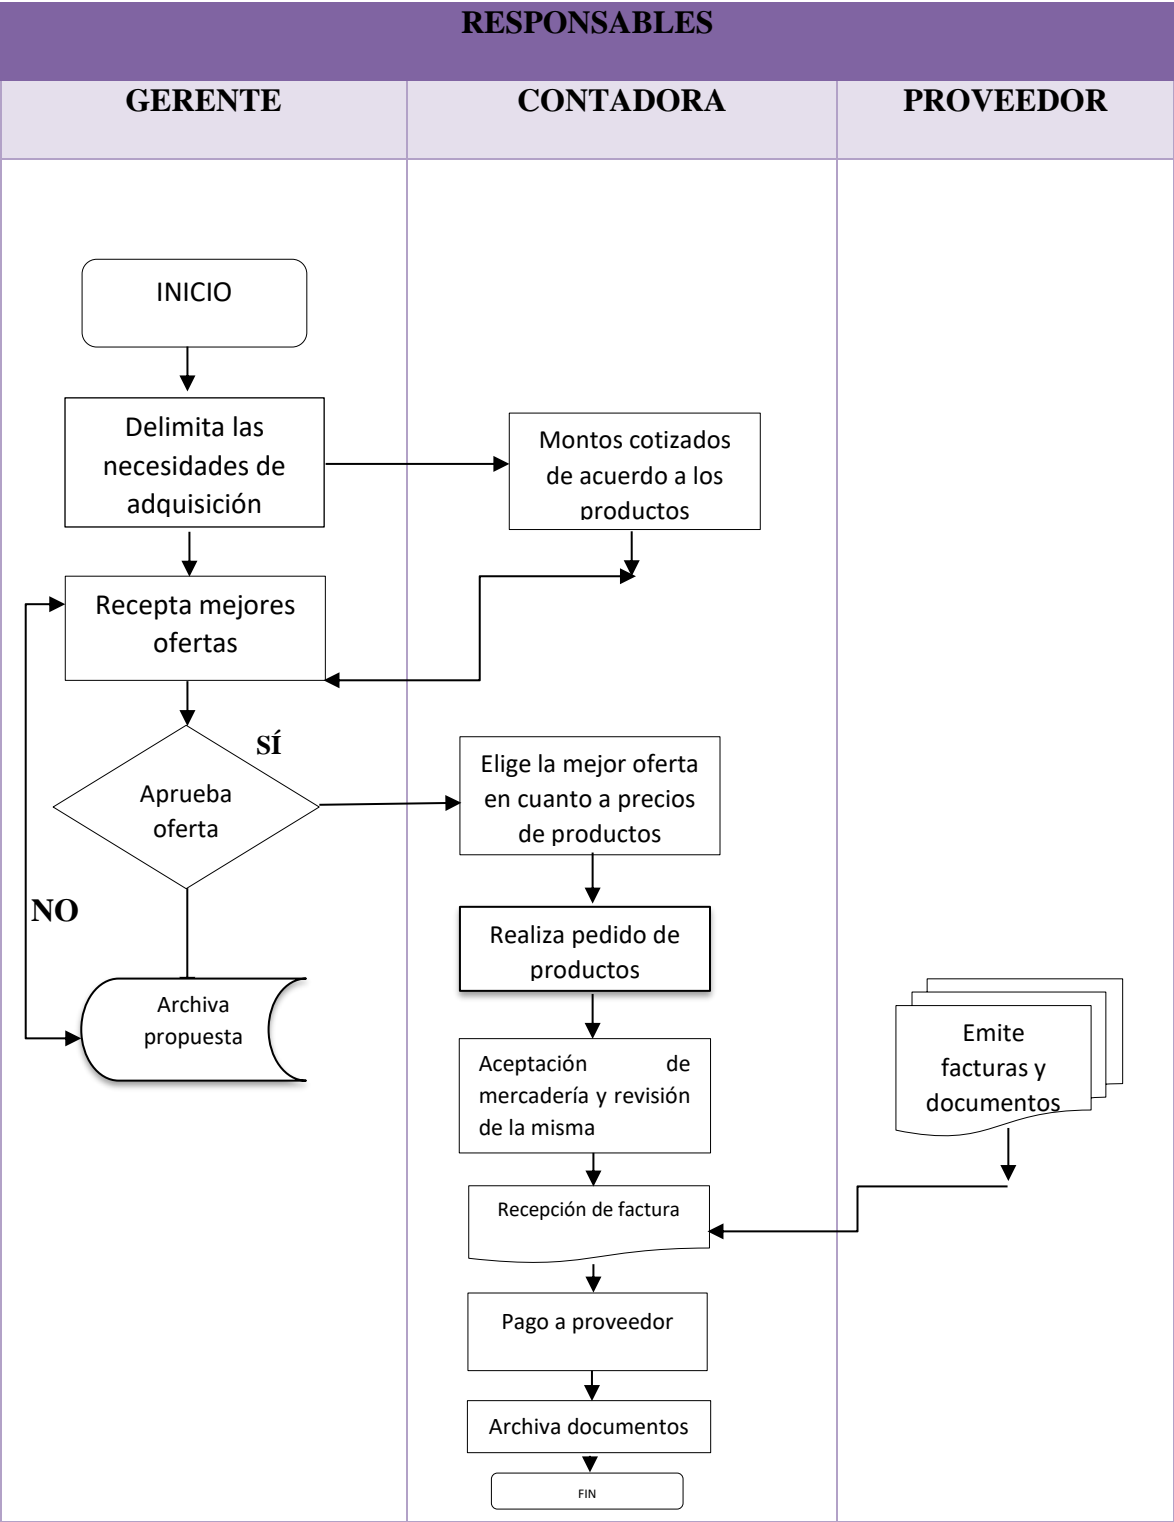 RESPONSABLES
GERENTE
CONTADORA
PROVEEDOR
INICIO
Delimita las
necesidades de
adquisición
Montos cotizados
de acuerdo a los
productos
Recepta mejores
ofertas
SÍ
Aprueba
oferta
Elige la mejor oferta
en cuanto a precios
de productos
NO
Realiza pedido de
productos
Archiva
propuesta
Aceptación de
mercadería y revisión
de la misma
Emite
facturas y
documentos
Recepción de factura
Pago a proveedor
Archiva documentos
FIN